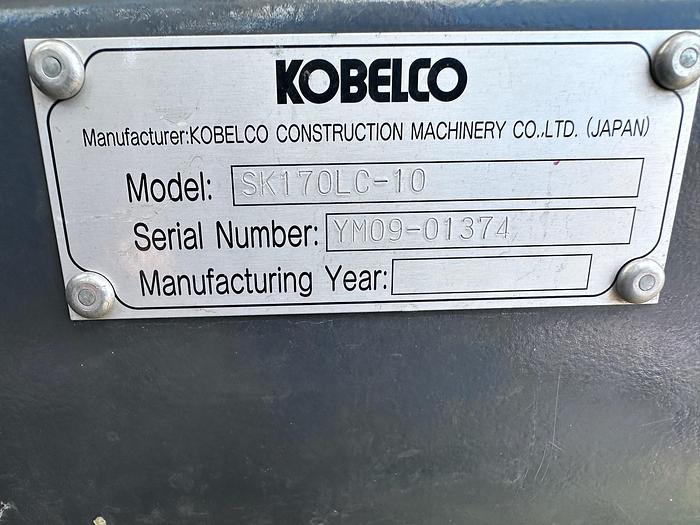 KOBELCO
Manufacturer:KOBELCO CONSTRUCTION MACHINERY CO.,LTD. (JAPAN)
Model: SK170LC-10
Serial Number: YM09-01374
Manufacturing Year: